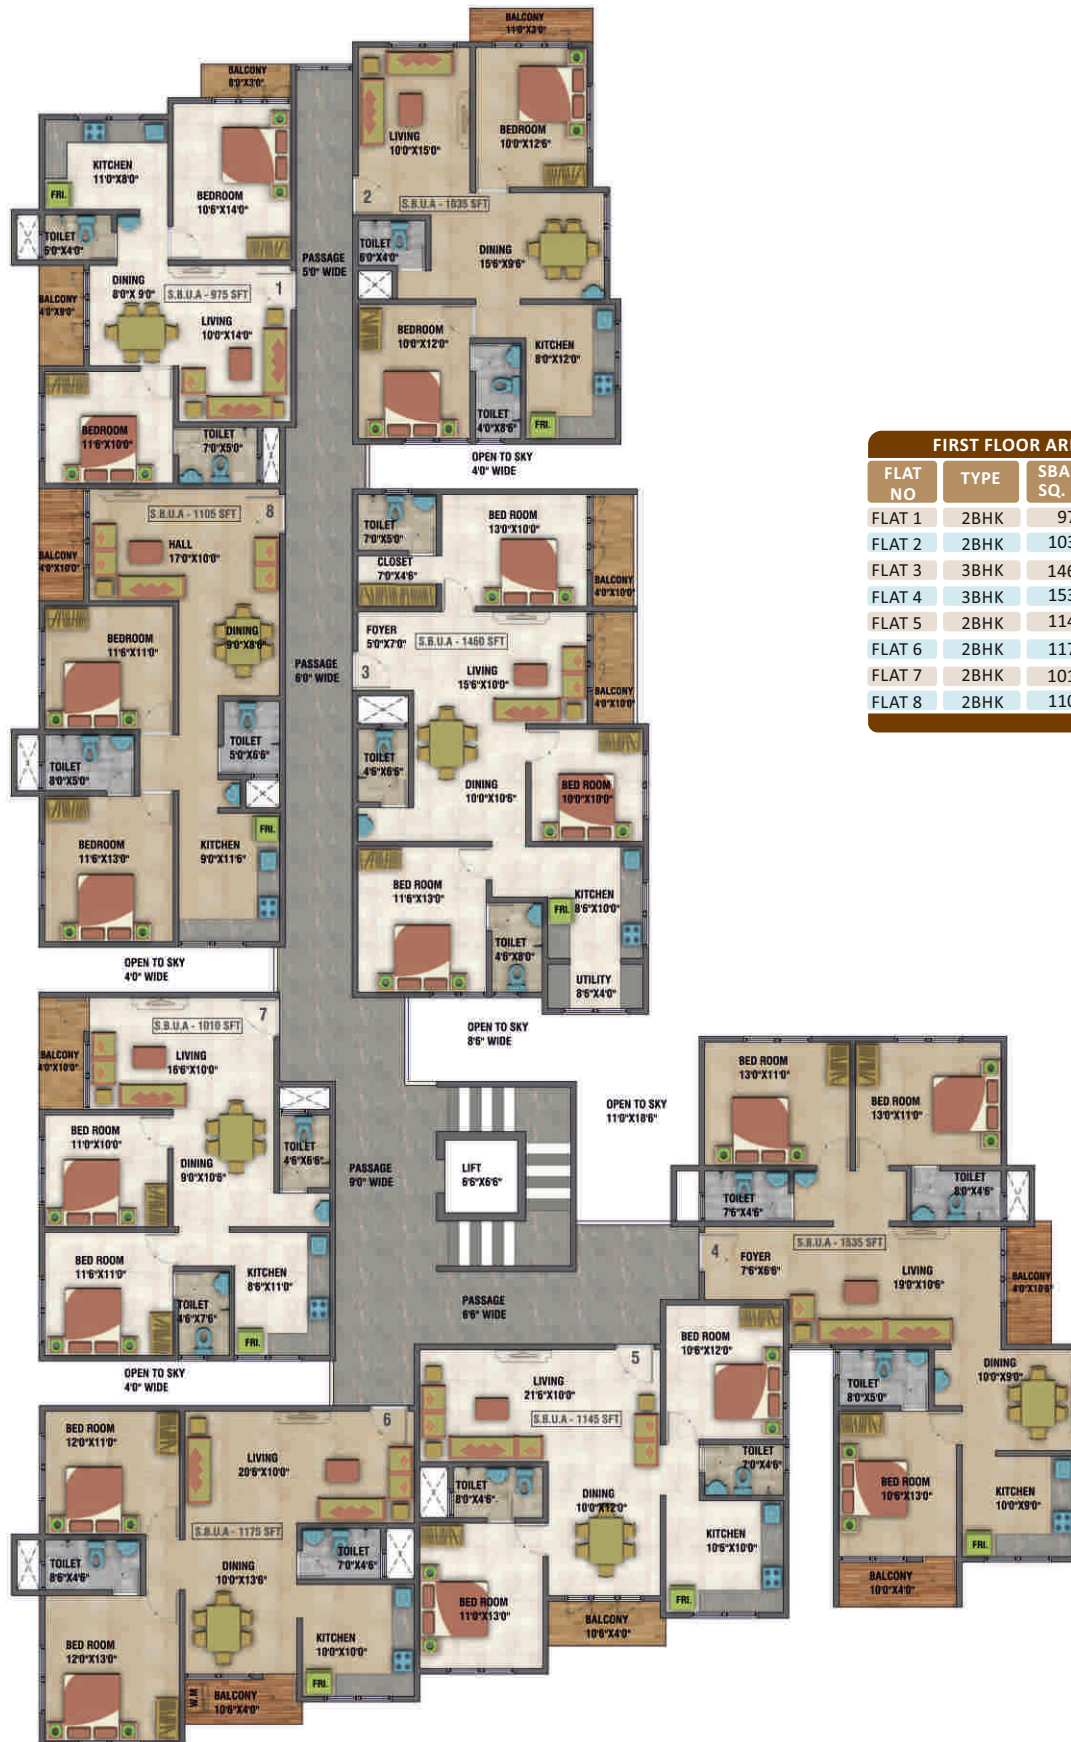 BALCONY
11'0"X3'0"
BALCONY
8'0"X3'0"
LIVING
10'0"X15'0"
BEDROOM
10'0"X12'6"
KITCHEN
11'0"X8'0"
FRI.
BEDROOM
10'6"X14'0"
2
S.B.U.A - 1035 SFT
TOILET
5'0"X4'0"
TOILET
6'0"X4'0"
DINING
15'6"X9'6"
PASSAGE
5'0" WIDE
DINING
8'0"X 9'0"
S.B.U.A - 975 SFT
1
BALCONY
4'0"X9'0"
LIVING
10'0"X14'0"
BEDROOM
10'0"X12'0"
KITCHEN
8'0"X12'0"
TOILET
4'0"X8'6"
FRI.
BEDROOM
11'6"X10'0"
TOILET
7'0"X5'0"
OPEN TO SKY
4'0" WIDE
FIRST FLOOR
FLAT
NO
TYPE
SBA
SQ.
FLAT 1 2BHK
FLAT 2 2BHK
FLAT 3 3BHK
FLAT 4 3BHK
FLAT 5 2BHK
FLAT 6 2BHK
FLAT 7 2BHK
FLAT 8 2BHK
S.B.U.A - 1105 SFT
8
HALL
17'0"X10'0"
BALCONY
4'0"X10'0"
TOILET
7'0"X5'0"
BED ROOM
13'0"X10'0"
CLOSET
7'0"X4'6"
BALCONY
4'0"X10'0"
BEDROOM
11'6"X11'0"
DINING
9'0"X8'6"
FOYER
5'0"X7'0"
S.B.U.A - 1460 SFT
PASSAGE
6'0" WIDE
3
LIVING
15'6"X10'0"
BALCONY
4'0"X10'0"
TOILET
8'0"X5'0"
TOILET
5'0"X6'6"
TOILET
4'6"X6'6"
DINING
10'0"X10'6"
BED ROOM
10'0"X10'0"
BEDROOM
11'6"X13'0"
KITCHEN
9'0"X11'6"
FRI.
BED ROOM
11'6"X13'0"
KITCHEN
8'6"X10'0"
FRI.
TOILET
4'6"X8'0"
UTILITY
8'6"X4'0"
OPEN TO SKY
4'0" WIDE
OPEN TO SKY
8'6" WIDE
S.B.U.A - 1010 SFT
7
BALCONY
4'0"X10'0"
LIVING
16'6"X10'0"
BED ROOM
11'0"X10'0"
DINING
9'0"X10'6"
TOILET
4'6"X6'6"
PASSAGE
9'0" WIDE
LIFT
6'6"X6'6"
OPEN TO SKY
11'0"X18'6"
BED ROOM
13'0"X11'0"
BED ROOM
13'0"X11'0"
TOILET
7'6"X4'6"
TOILET
8'0"X4'6"
BED ROOM
11'6"X11'0"
KITCHEN
8'6"X11'0"
TOILET
4'6"X7'6"
FRI.
4
FOYER
7'6"X6'6"
S.B.U.A - 1535 SFT
LIVING
19'0"X10'6"
BALCONY
4'0"X10'6"
PASSAGE
6'6" WIDE
OPEN TO SKY
4'0" WIDE
BED ROOM
10'6"X12'0"
5
LIVING
21'6"X10'0"
S.B.U.A - 1145 SFT
TOILET
8'0"X5'0"
DINING
10'0"X9'0"
BED ROOM
12'0"X11'0"
6
LIVING
20'6"X10'0"
TOILET
8'0"X4'6"
TOILET
7'0"X4'6"
DINING
10'0"X12'0"
BED ROOM
10'6"X13'0"
KITCHEN
10'0"X9'0"
FRI.
S.B.U.A - 1175 SFT
TOILET
8'6"X4'6"
DINING
10'0"X13'6"
TOILET
7'0"X4'6"
KITCHEN
10'6"X10'0"
FRI.
BED ROOM
11'0"X13'0"
BALCONY
10'6"X4'0"
BALCONY
10'0"X4'0"
BED ROOM
12'0"X13'0"
KITCHEN
10'0"X10'0"
FRI.
W.M
BALCONY
10'6"X4'0"